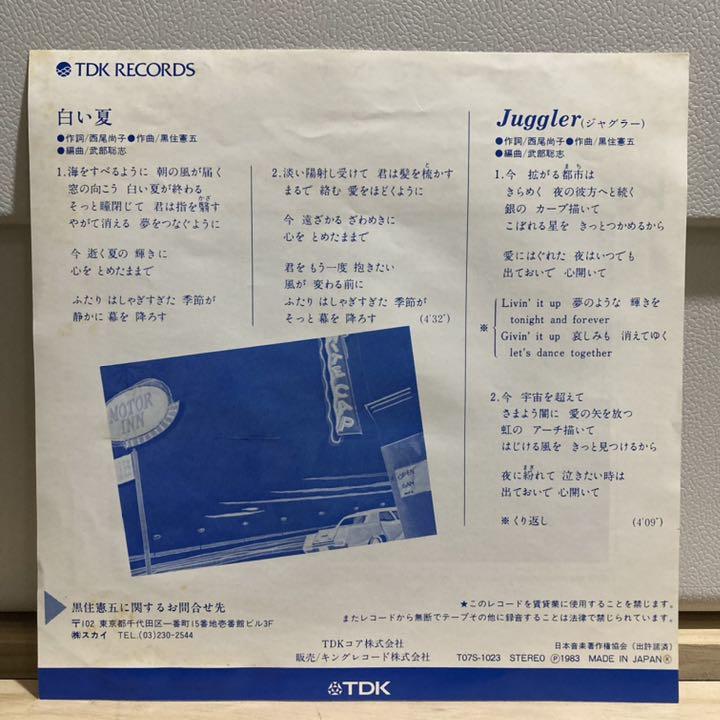 TDK RECORDS
白い夏
●作詞/西尾尚子●作曲/黒住憲五
●編曲/武部聡志
1.海をすべるように 朝の風が届く
窓の向こう 白い夏が終わる
そっと瞳閉じて 君は指を翳す
かざ
やがて消える 夢をつなぐように
今 逝く夏の 輝きに
心を とめたままで
ふたり はしゃぎすぎた 季節が
静かに 幕を 降ろす
2.淡い陽射し受けて 君は髪を梳かす
と
まるで 絡む 愛をほどくように
今 遠ざかる ざわめきに
心を とめたままで
君を もう一度 抱きたい
風が 変わる前に
ふたり はしゃぎすぎた 季節が
そっと 幕を 降ろす (4'32")
Juggler(ジャグラー)
●作詞/西尾尚子●作曲/黒住憲五
●編曲/武部聡志
1.今 拡がる 都市は
まち
きらめく 夜の彼方へと続く
銀の カーブ描いて
こぼれる星を きっとつかめるから
愛にはぐれた 夜はいつでも
出ておいで 心開いて
※
Livin' it up 夢のような 輝きを
tonight and forever
Givin' it up 哀しみも 消えてゆく
let's dance together
2.今 宇宙を超えて
さまよう闇に 愛の矢を放つ
虹の アーチ描いて
はじける風を きっと見つけるから
夜に紛れて 泣きたい時は
まぎ
出ておいで 心開いて
※くり返し (4'09")
MOTOR
INN
OPEN
黒住憲五に関するお問合せ先
〒102 東京都千代田区一番町15番地壱番館ビル3F
㈱スカイ TEL.(03)230-2544
★このレコードを賃貸業に使用することを禁じます。
またレコードから無断でテープその他に録音することは法律で禁じられています。
TDKコア株式会社
販売/キングレコード株式会社
日本音楽著作権協会(出許諾済)
T07S-1023 STEREO Ⓟ1983 MADE IN JAPAN Ⓚ
TDK